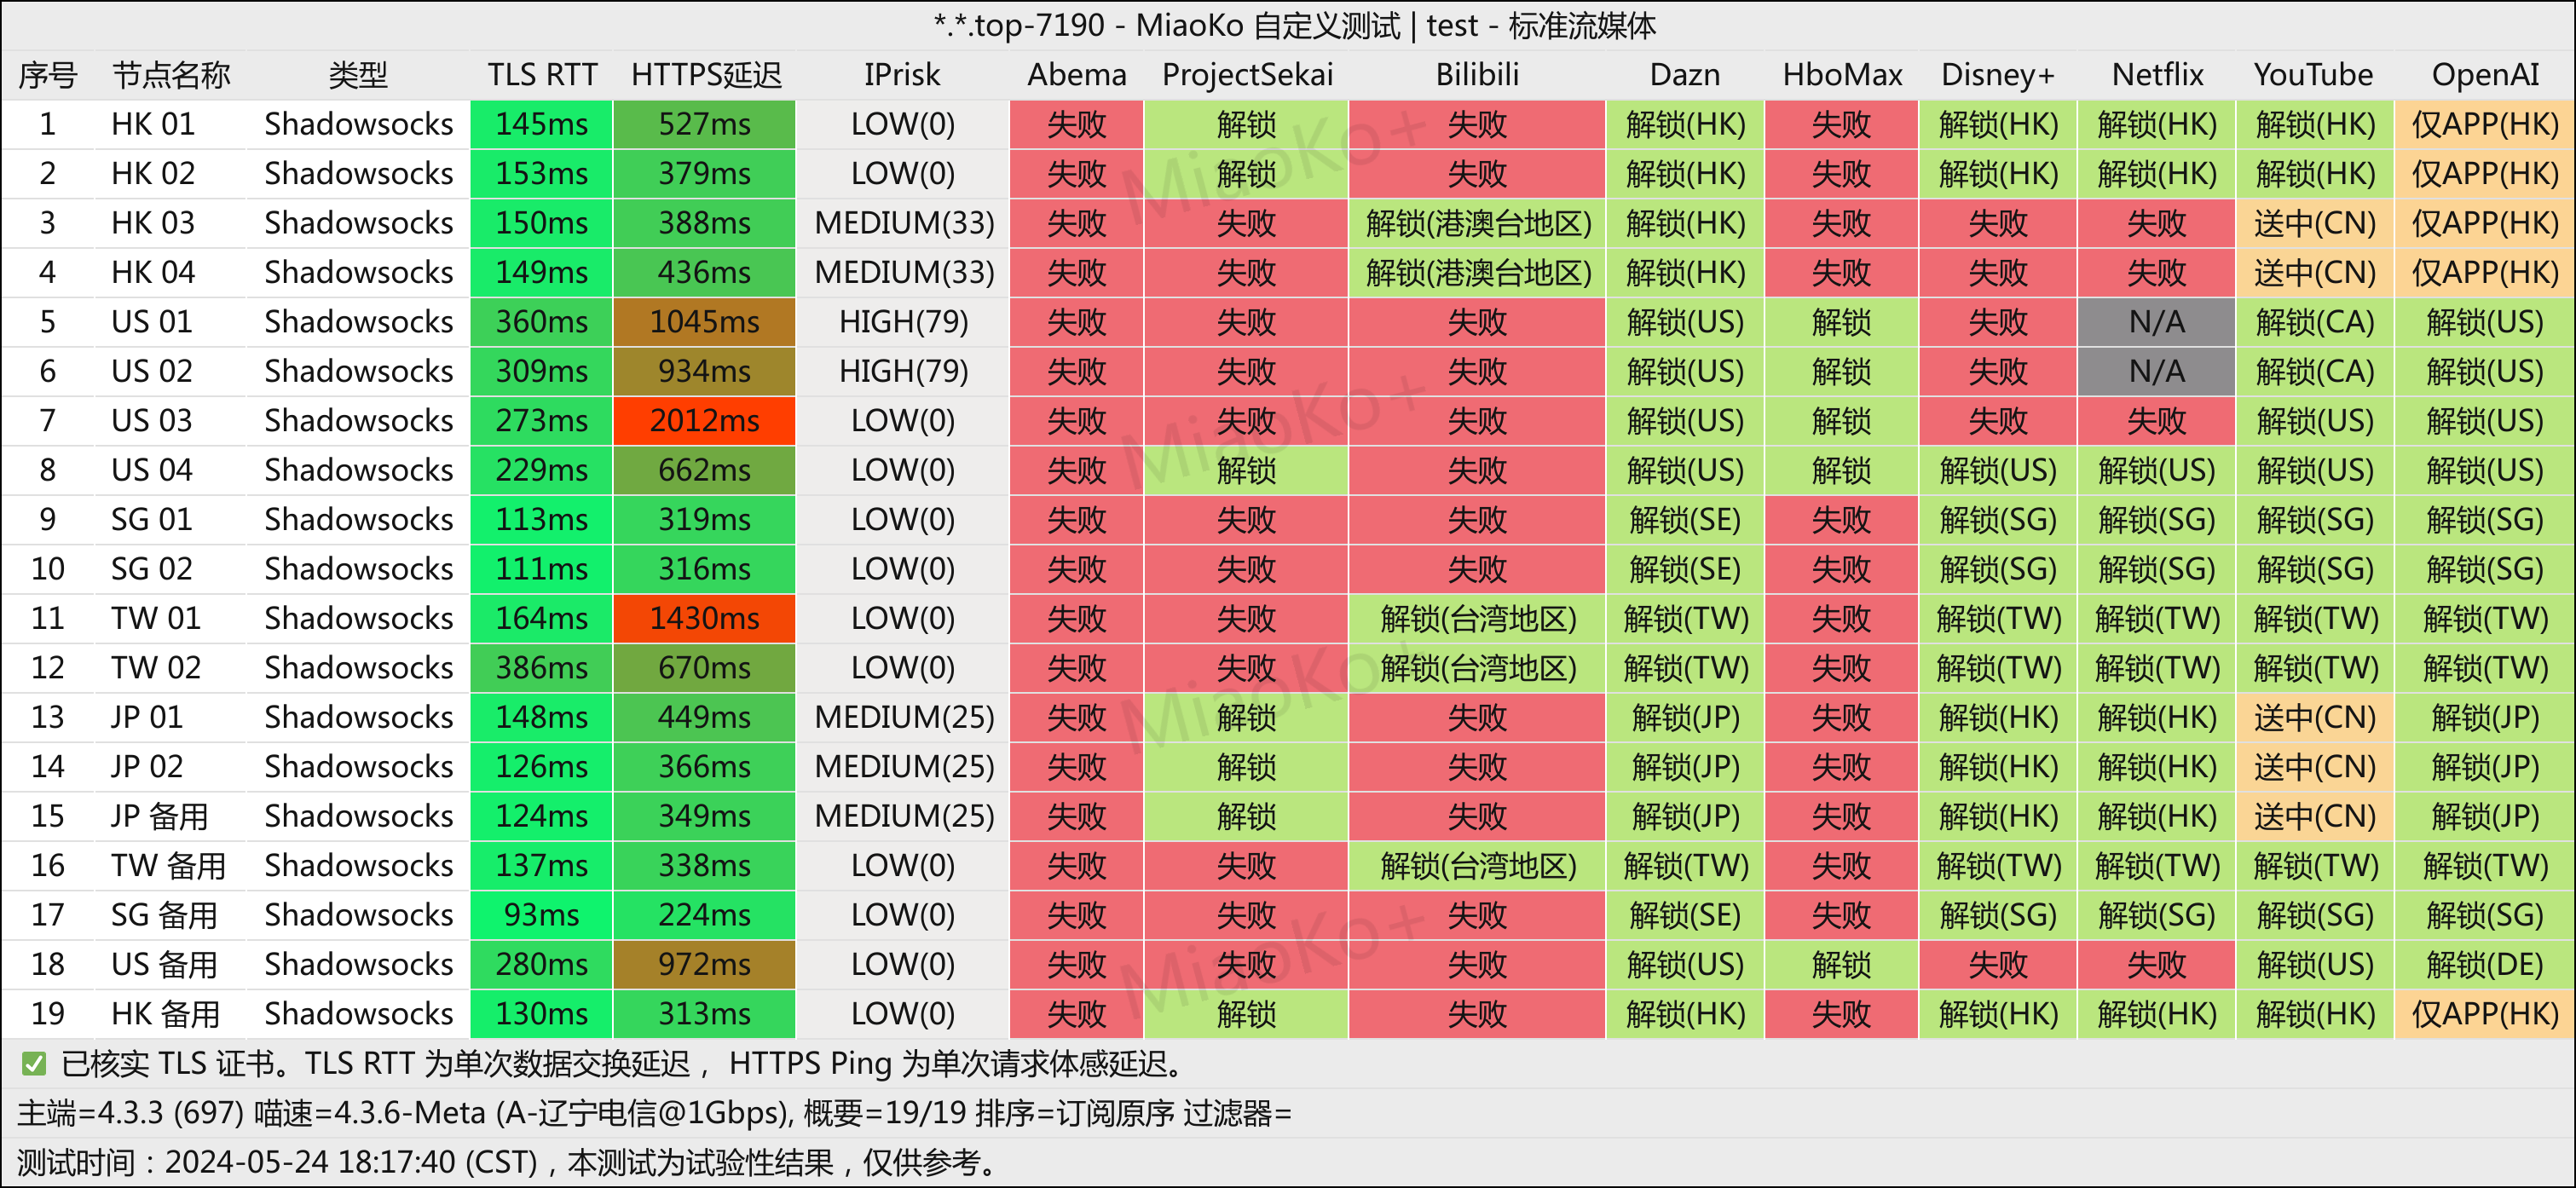 *.*.top-7190 - MiaoKo 自定义测试 | test - 标准流媒体
序号 节点名称 类型 TLS RTT HTTPS延迟 IPrisk Abema ProjectSekai Bilibili Dazn HboMax Disney+ Netflix YouTube OpenAI
1 HK 01 Shadowsocks 145ms 527ms LOW(0) 失败 解锁 失败 解锁(HK) 失败 解锁(HK) 解锁(HK) 解锁(HK) 仅APP(HK)
2 HK 02 Shadowsocks 153ms 379ms LOW(0) 失败 解锁 失败 解锁(HK) 失败 解锁(HK) 解锁(HK) 解锁(HK) 仅APP(HK)
3 HK 03 Shadowsocks 150ms 388ms MEDIUM(33) 失败 失败 解锁(港澳台地区) 解锁(HK) 失败 失败 失败 送中(CN) 仅APP(HK)
4 HK 04 Shadowsocks 149ms 436ms MEDIUM(33) 失败 失败 解锁(港澳台地区) 解锁(HK) 失败 失败 失败 送中(CN) 仅APP(HK)
5 US 01 Shadowsocks 360ms 1045ms HIGH(79) 失败 失败 失败 解锁(US) 解锁 失败 N/A 解锁(CA) 解锁(US)
6 US 02 Shadowsocks 309ms 934ms HIGH(79) 失败 失败 失败 解锁(US) 解锁 失败 N/A 解锁(CA) 解锁(US)
7 US 03 Shadowsocks 273ms 2012ms LOW(0) 失败 失败 失败 解锁(US) 解锁 失败 失败 解锁(US) 解锁(US)
8 US 04 Shadowsocks 229ms 662ms LOW(0) 失败 解锁 失败 解锁(US) 解锁 解锁(US) 解锁(US) 解锁(US) 解锁(US)
9 SG 01 Shadowsocks 113ms 319ms LOW(0) 失败 失败 失败 解锁(SE) 失败 解锁(SG) 解锁(SG) 解锁(SG) 解锁(SG)
10 SG 02 Shadowsocks 111ms 316ms LOW(0) 失败 失败 失败 解锁(SE) 失败 解锁(SG) 解锁(SG) 解锁(SG) 解锁(SG)
11 TW 01 Shadowsocks 164ms 1430ms LOW(0) 失败 失败 解锁(台湾地区) 解锁(TW) 失败 解锁(TW) 解锁(TW) 解锁(TW) 解锁(TW)
12 TW 02 Shadowsocks 386ms 670ms LOW(0) 失败 失败 解锁(台湾地区) 解锁(TW) 失败 解锁(TW) 解锁(TW) 解锁(TW) 解锁(TW)
13 JP 01 Shadowsocks 148ms 449ms MEDIUM(25) 失败 解锁 失败 解锁(JP) 失败 解锁(HK) 解锁(HK) 送中(CN) 解锁(JP)
14 JP 02 Shadowsocks 126ms 366ms MEDIUM(25) 失败 解锁 失败 解锁(JP) 失败 解锁(HK) 解锁(HK) 送中(CN) 解锁(JP)
15 JP 备用 Shadowsocks 124ms 349ms MEDIUM(25) 失败 解锁 失败 解锁(JP) 失败 解锁(HK) 解锁(HK) 送中(CN) 解锁(JP)
16 TW 备用 Shadowsocks 137ms 338ms LOW(0) 失败 失败 解锁(台湾地区) 解锁(TW) 失败 解锁(TW) 解锁(TW) 解锁(TW) 解锁(TW)
17 SG 备用 Shadowsocks 93ms 224ms LOW(0) 失败 失败 失败 解锁(SE) 失败 解锁(SG) 解锁(SG) 解锁(SG) 解锁(SG)
18 US 备用 Shadowsocks 280ms 972ms LOW(0) 失败 失败 失败 解锁(US) 解锁 失败 失败 解锁(US) 解锁(DE)
19 HK 备用 Shadowsocks 130ms 313ms LOW(0) 失败 解锁 失败 解锁(HK) 失败 解锁(HK) 解锁(HK) 解锁(HK) 仅APP(HK)
✅ 已核实 TLS 证书。TLS RTT 为单次数据交换延迟， HTTPS Ping 为单次请求体感延迟。
主端=4.3.3 (697) 喵速=4.3.6-Meta (A-辽宁电信@1Gbps), 概要=19/19 排序=订阅原序 过滤器=
测试时间：2024-05-24 18:17:40 (CST)，本测试为试验性结果，仅供参考。
MiaoKo+
MiaoKo+
MiaoKo+
MiaoKo+